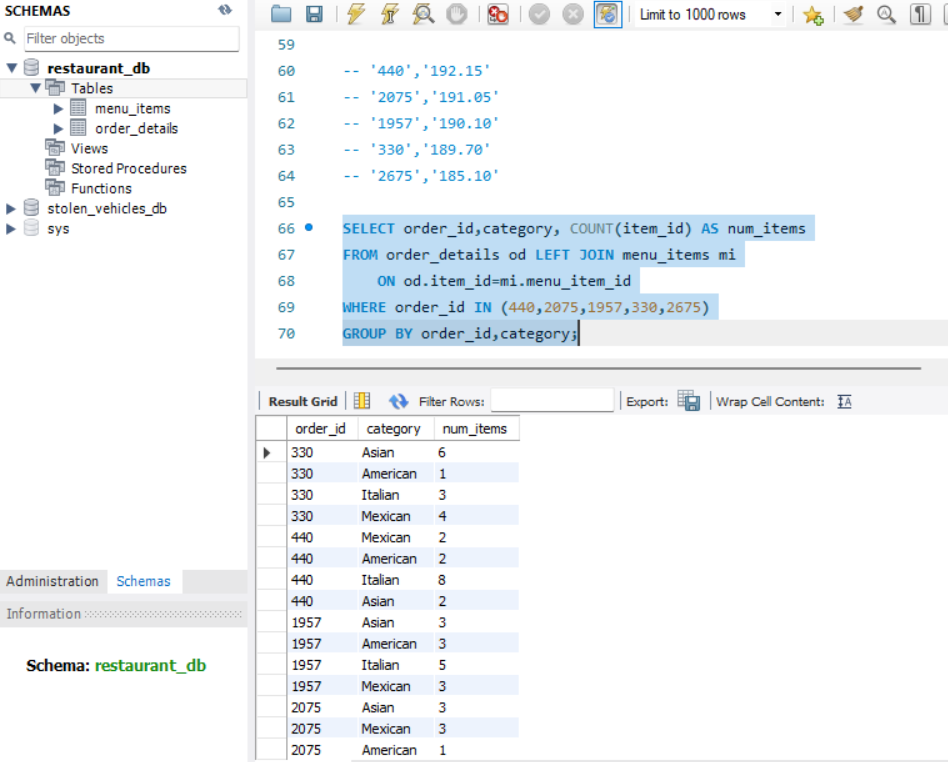 SCHEMAS
Filter objects
restaurant_db
Tables
menu_items
order_details
Views
Stored Procedures
Functions
stolen_vehicles_db
sys
Administration Schemas
Information
Schema: restaurant_db
Limit to 1000 rows
59
60 -- '440','192.15'
61 -- '2075','191.05'
62 -- '1957','190.10'
63 -- '330','189.70'
64 -- '2675','185.10'
65
66 SELECT order_id,category, COUNT(item_id) AS num_items
67 FROM order_details od LEFT JOIN menu_items mi
68 ON od.item_id=mi.menu_item_id
69 WHERE order_id IN (440,2075,1957,330,2675)
70 GROUP BY order_id,category;
Result Grid Filter Rows: Export: Wrap Cell Content:
order_id category num_items
330 Asian 6
330 American 1
330 Italian 3
330 Mexican 4
440 Mexican 2
440 American 2
440 Italian 8
440 Asian 2
1957 Asian 3
1957 American 3
1957 Italian 5
1957 Mexican 3
2075 Asian 3
2075 Mexican 3
2075 American 1